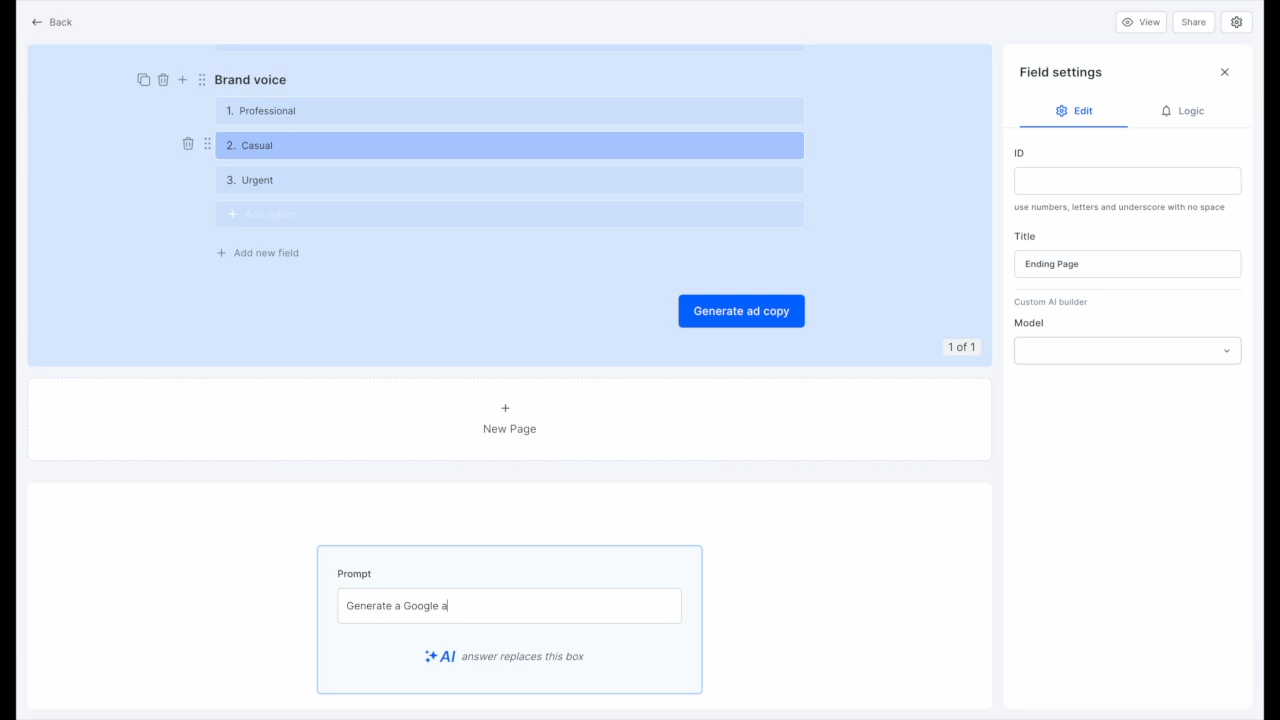 Back
View
Share
Brand voice
1. Professional
2. Casual
3. Urgent
Add option
Add new field
Generate ad copy
1 of 1
New Page
Prompt
Generate a Google a
AI answer replaces this box
Field settings
Edit
Logic
ID
use numbers, letters and underscore with no space
Title
Ending Page
Custom AI builder
Model